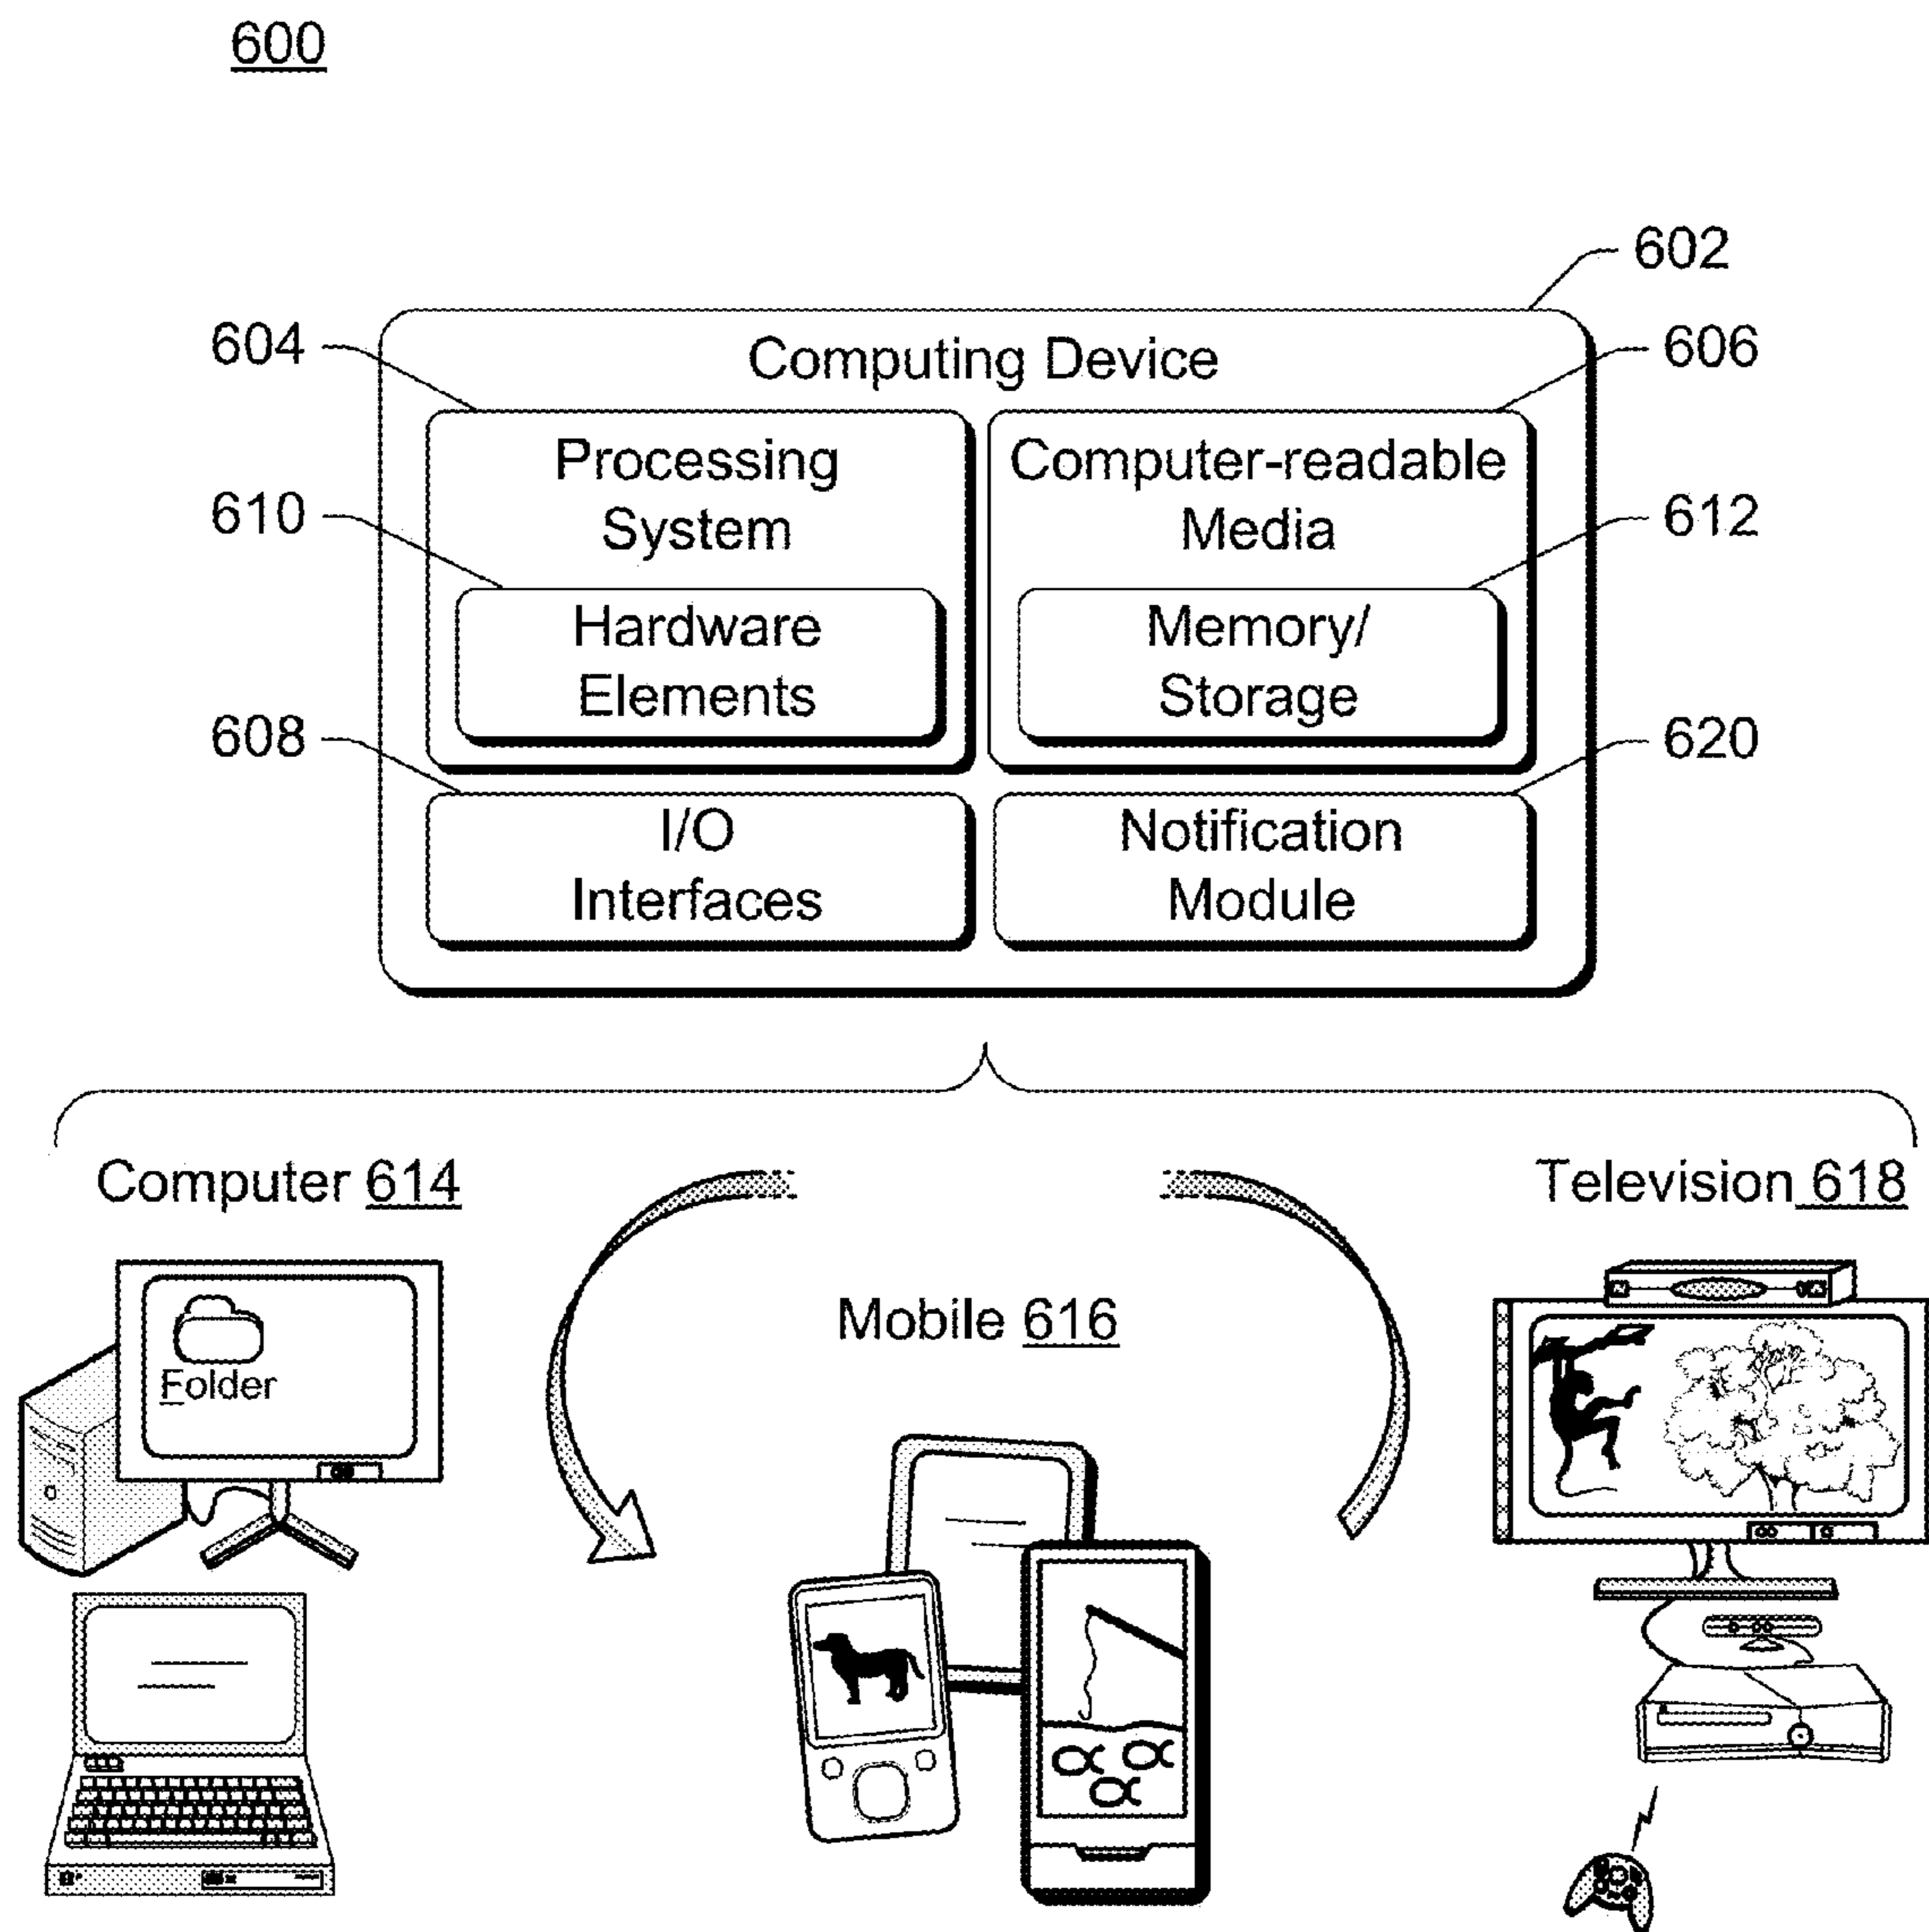 600
602
604
Computing Device
606
Processing
System
Computer-readable
Media
610
612
Hardware
Elements
Memory/
Storage
608
620
I/O
Interfaces
Notification
Module
Computer 614
Television 618
Mobile 616
Folder